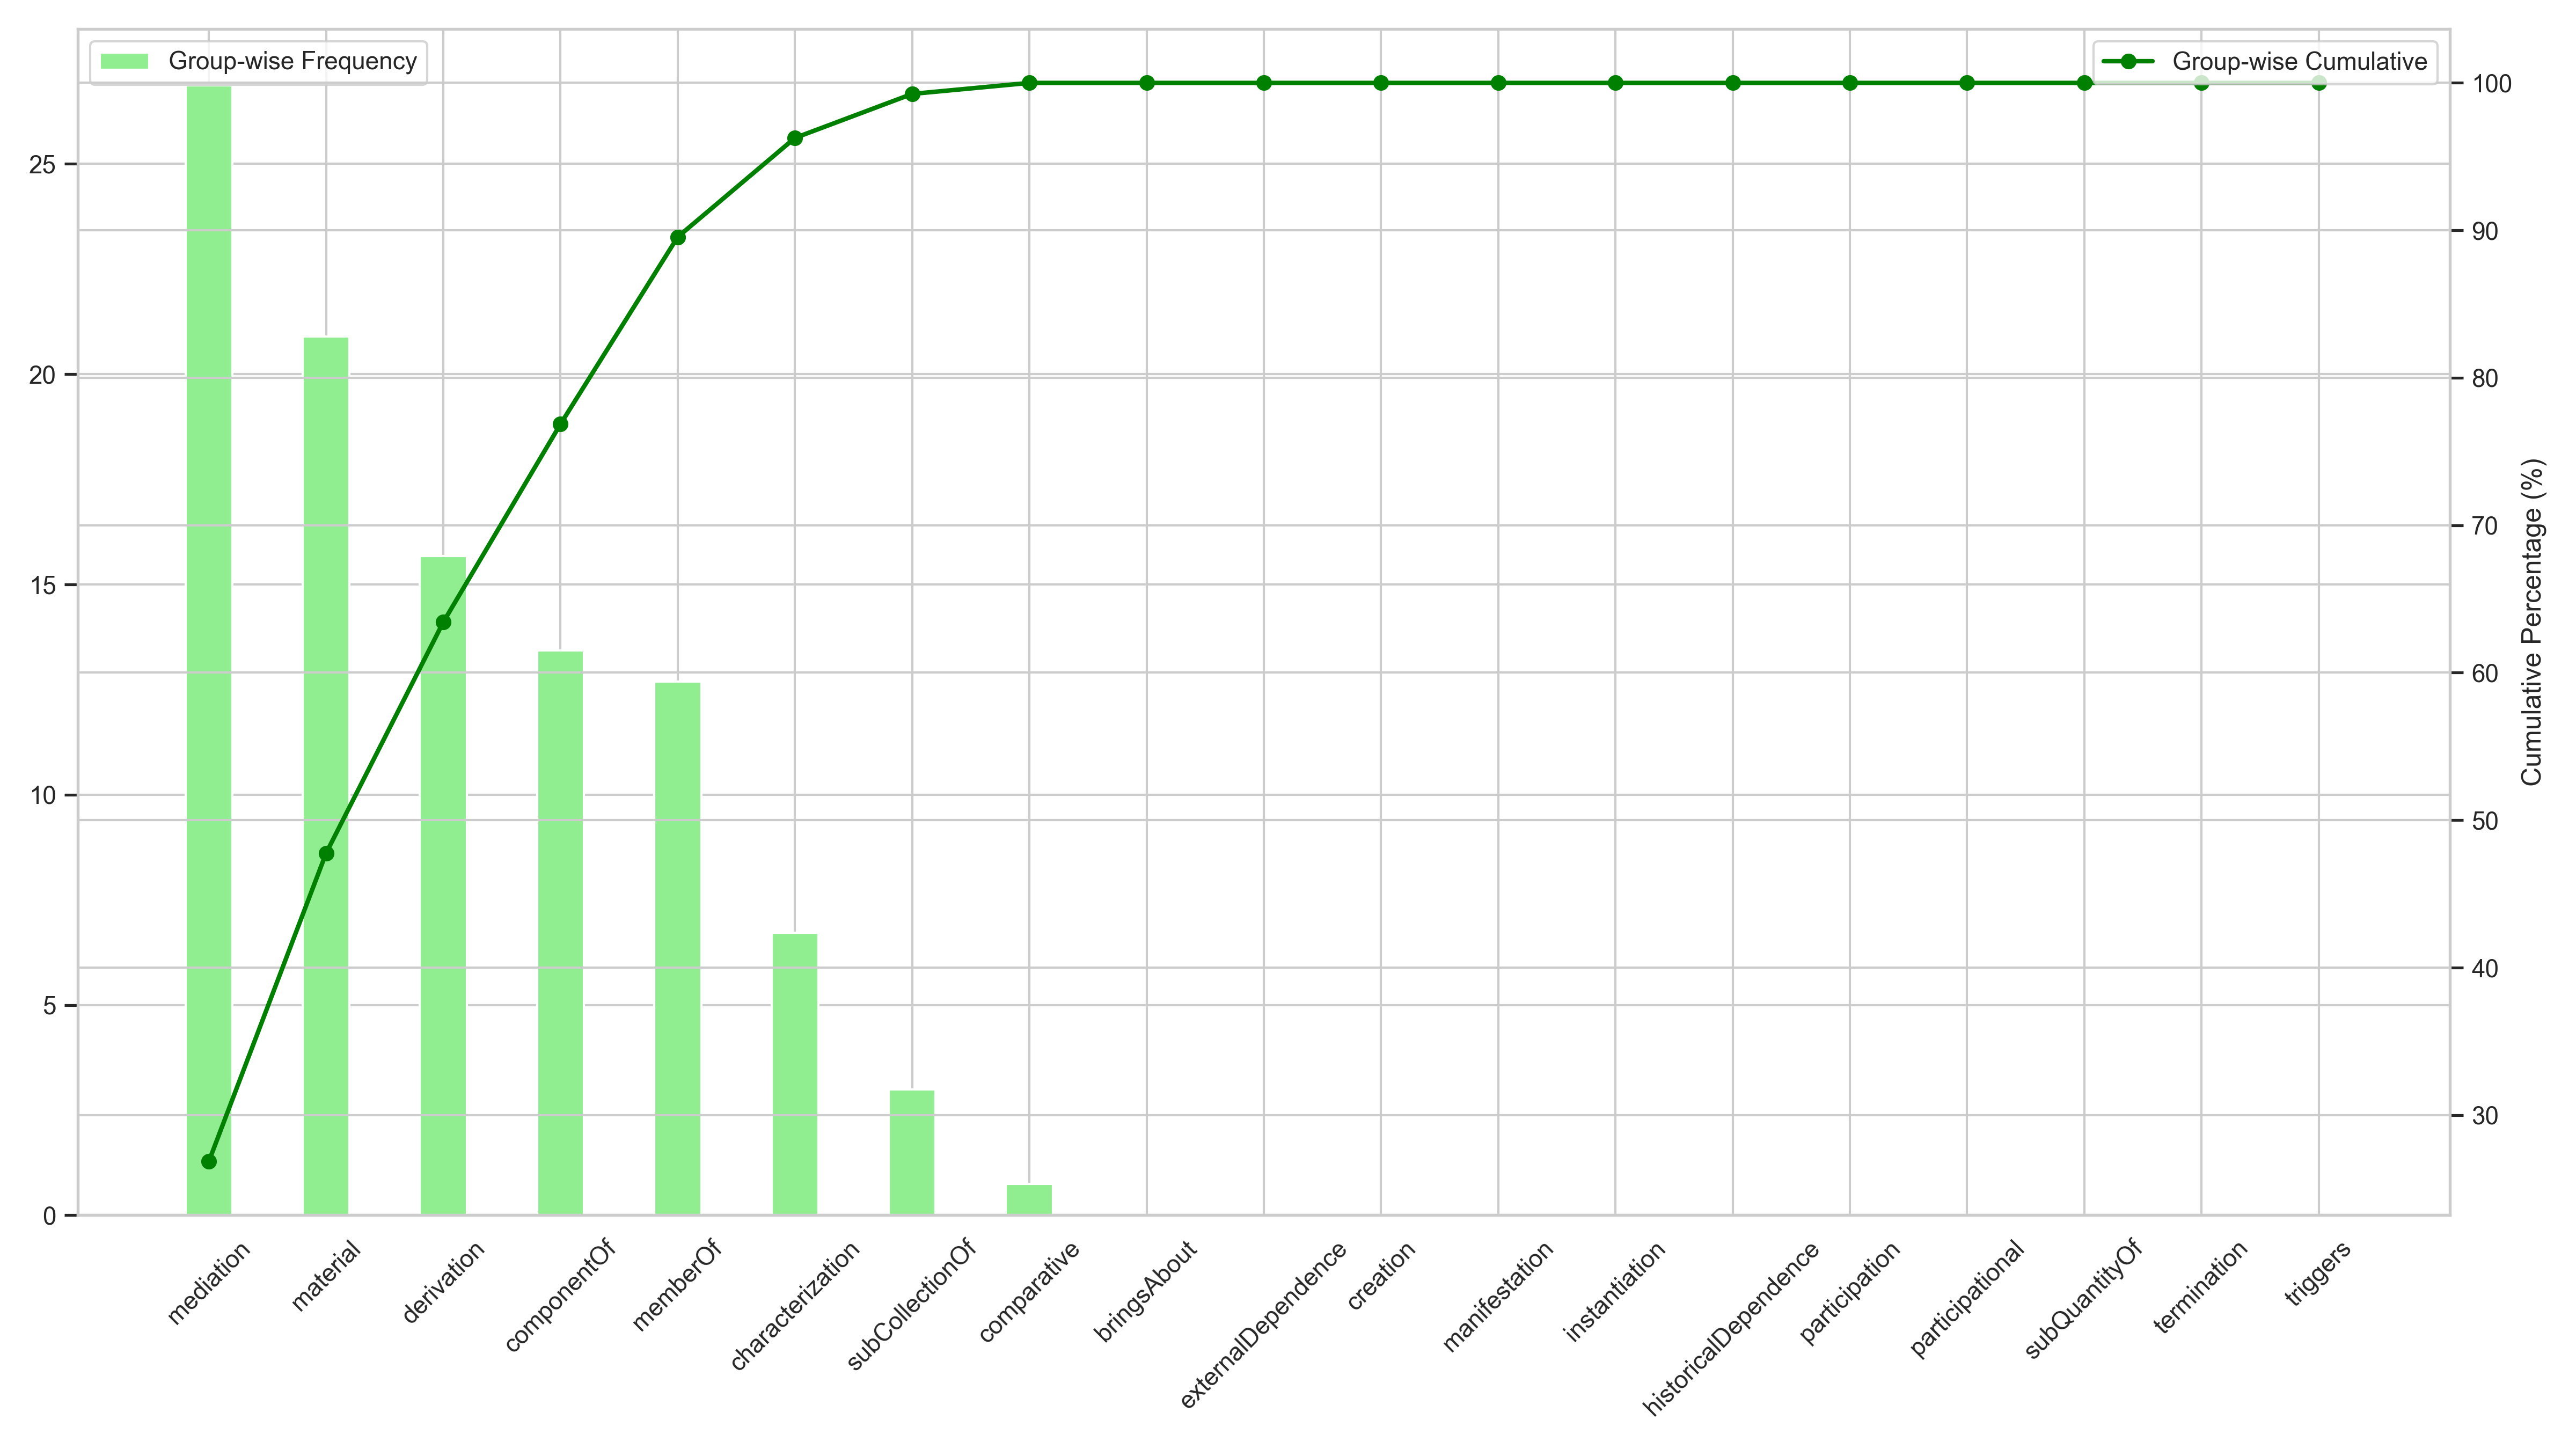 Group-wise Frequency
Group-wise Cumulative
25
20
15
10
5
0
100
90
80
70
60
50
40
30
Cumulative Percentage (%)
mediation
material
derivation
componentOf
memberOf
characterization
subCollectionOf
comparative
bringsAbout
externalDependence
creation
manifestation
instantiation
historicalDependence
participation
participational
subQuantityOf
termination
triggers